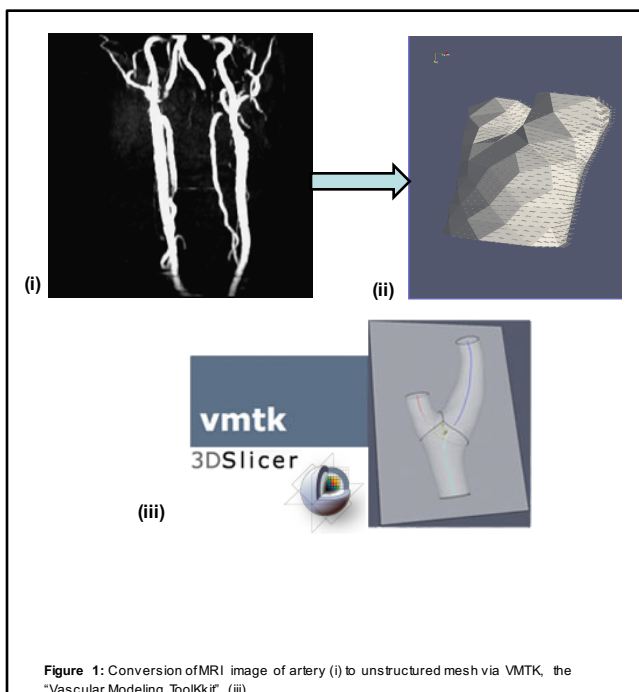 (i)
(ii)
vmtk
3DSlicer
(iii)
Figure 1: Conversion of MRI image of artery (i) to unstructured mesh via VMTK, the
“Vascular Modeling ToolKkit” (iii)